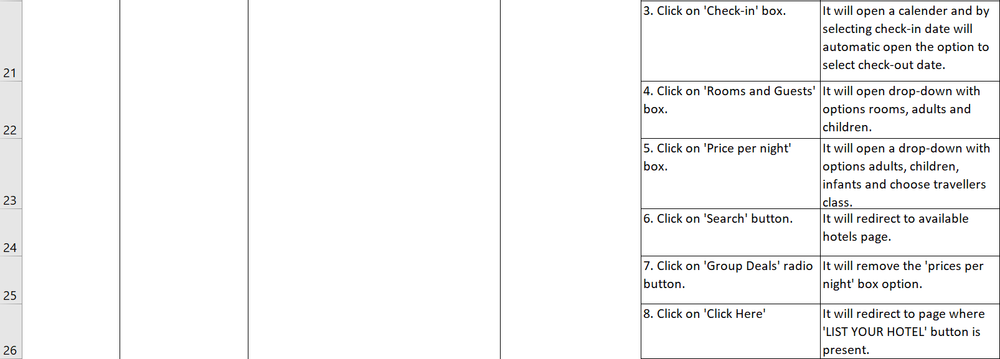 21
3. Click on 'Check-in' box.
It will open a calender and by
selecting check-in date will
automatic open the option to
select check-out date.
22
4. Click on 'Rooms and Guests'
box.
It will open drop-down with
options rooms, adults and
children.
23
5. Click on 'Price per night'
box.
It will open a drop-down with
options adults, children,
infants and choose travellers
class.
24
6. Click on 'Search' button.
It will redirect to available
hotels page.
25
7. Click on 'Group Deals' radio
button.
It will remove the 'prices per
night' box option.
26
8. Click on 'Click Here'
It will redirect to page where
'LIST YOUR HOTEL' button is
present.